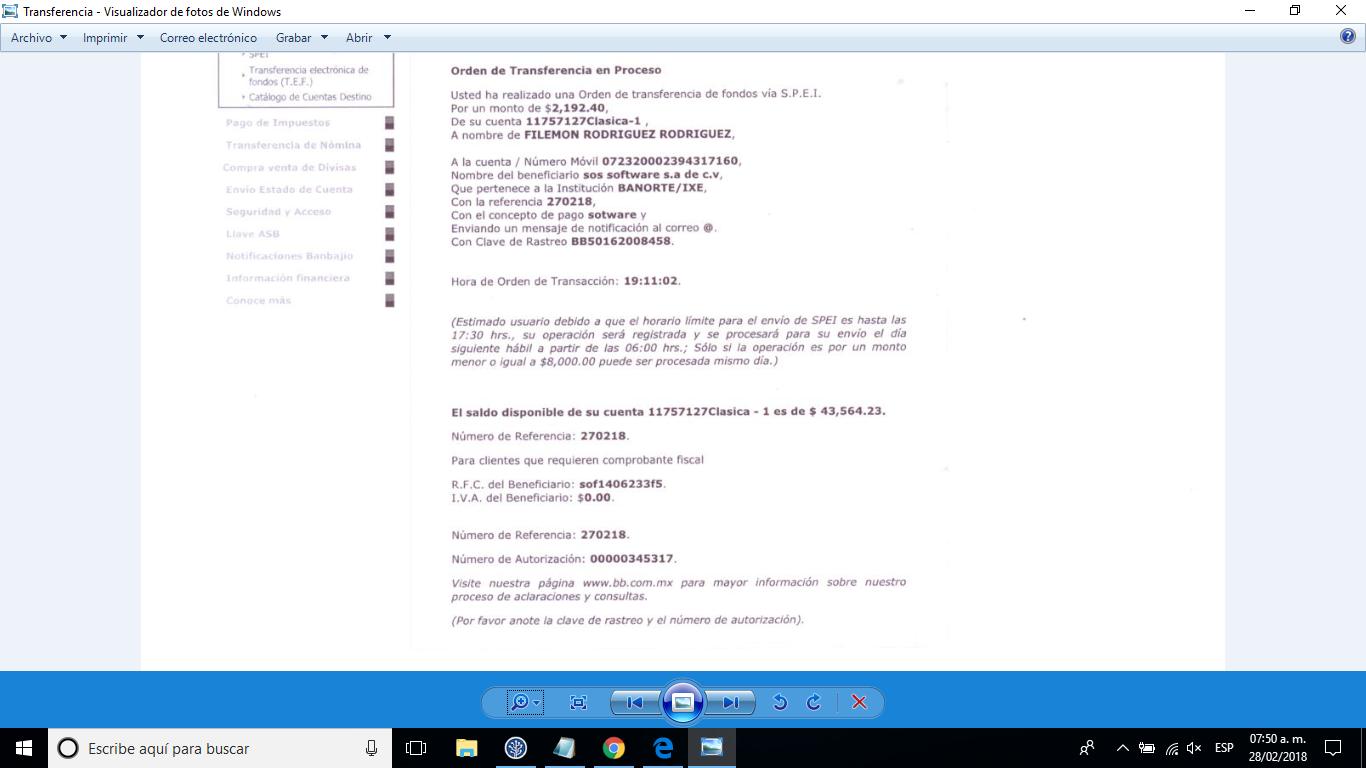 Transferencia - Visualizador de fotos de Windows
Archivo Imprimir Correo electrónico Grabar Abrir
SPEI
Transferencia electrónica de
fondos (T.E.F.)
Catálogo de Cuentas Destino
Pago de Impuestos
Transferencia de Nómina
Compra venta de Divisas
Envío Estado de Cuenta
Seguridad y Acceso
Llave ASB
Notificaciones Banbajio
Información financiera
Conoce más
Orden de Transferencia en Proceso
Usted ha realizado una Orden de transferencia de fondos vía S.P.E.I.
Por un monto de $2,192.40,
De su cuenta 11757127Clasica-1 ,
A nombre de FILEMON RODRIGUEZ RODRIGUEZ,
A la cuenta / Número Móvil 072320002394317160,
Nombre del beneficiario sos software s.a de c.v,
Que pertenece a la Institución BANORTE/IXE,
Con la referencia 270218,
Con el concepto de pago sotware y
Enviando un mensaje de notificación al correo @.
Con Clave de Rastreo BB50162008458.
Hora de Orden de Transacción: 19:11:02.
(Estimado usuario debido a que el horario límite para el envío de SPEI es hasta las
17:30 hrs., su operación será registrada y se procesará para su envío el día
siguiente hábil a partir de las 06:00 hrs.; Sólo si la operación es por un monto
menor o igual a $8,000.00 puede ser procesada mismo día.)
El saldo disponible de su cuenta 11757127Clasica - 1 es de $ 43,564.23.
Número de Referencia: 270218.
Para clientes que requieren comprobante fiscal
R.F.C. del Beneficiario: sof1406233f5.
I.V.A. del Beneficiario: $0.00.
Número de Referencia: 270218.
Número de Autorización: 00000345317.
Visite nuestra página www.bb.com.mx para mayor información sobre nuestro
proceso de aclaraciones y consultas.
(Por favor anote la clave de rastreo y el número de autorización).
Escribe aquí para buscar
ESP
07:50 a. m.
28/02/2018